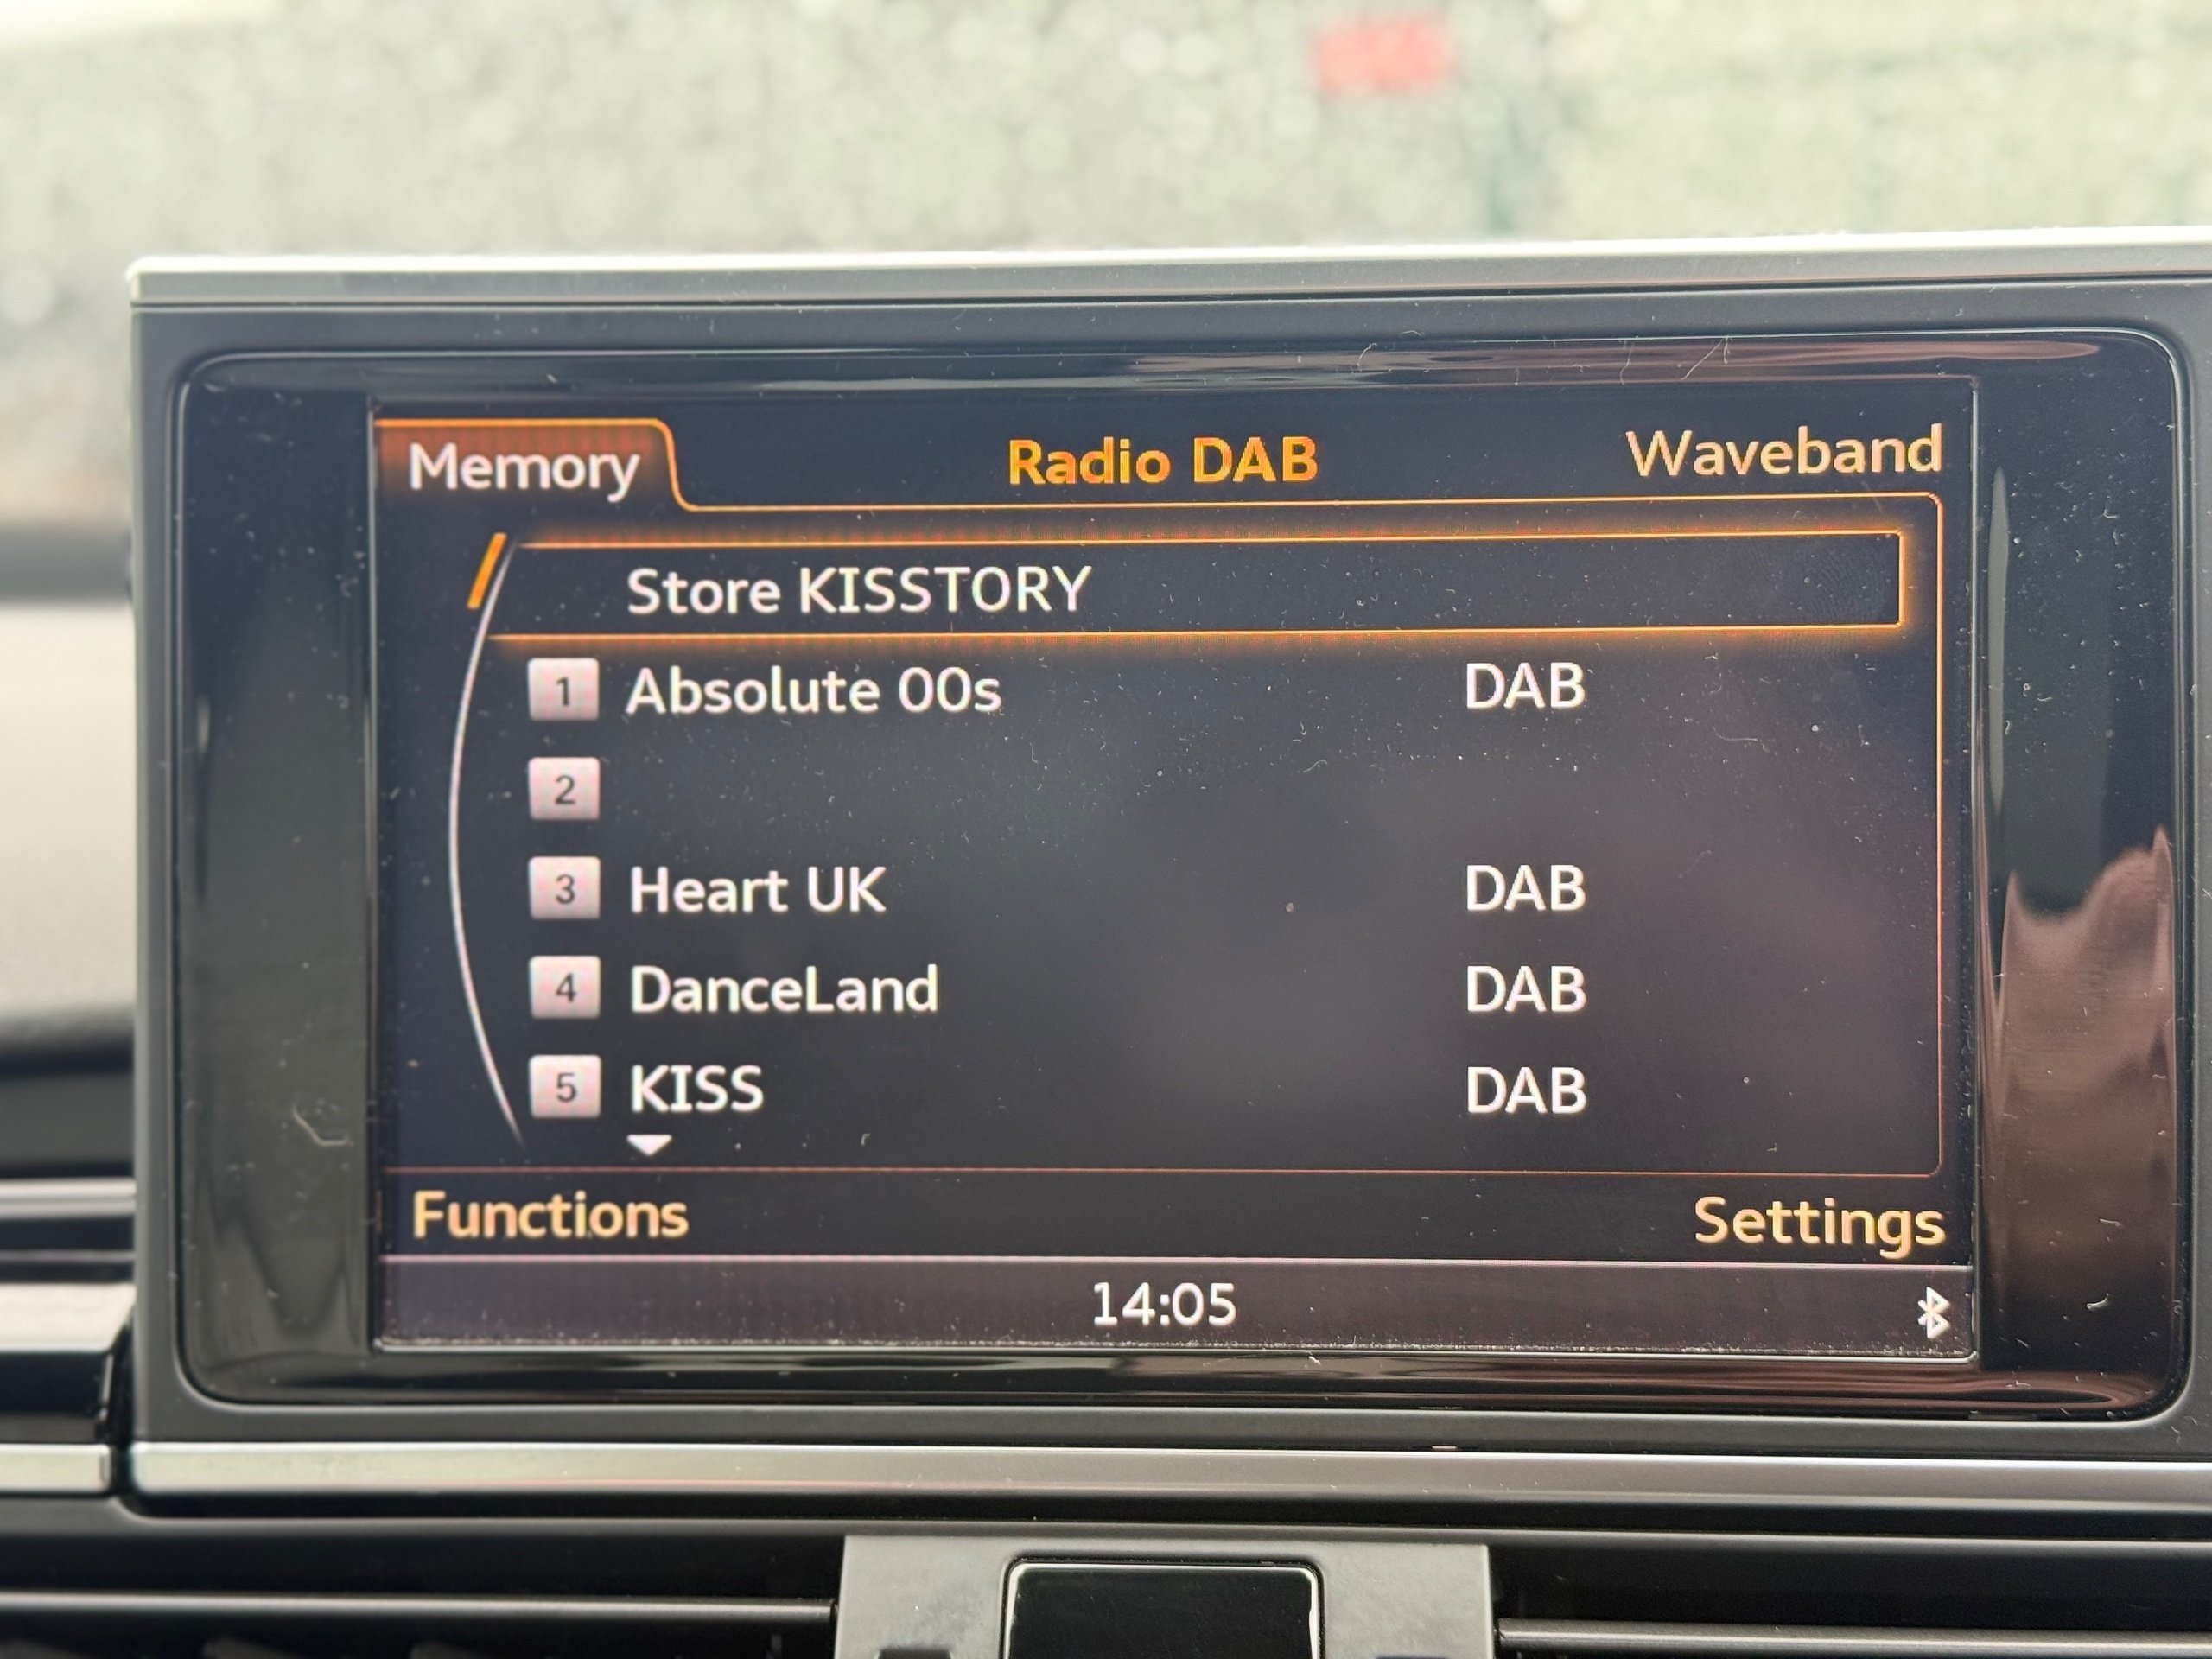 Memory Radio DAB Waveband
Store KISSTORY
1 Absolute 00s DAB
2
3 Heart UK DAB
4 DanceLand DAB
5 KISS DAB
Functions Settings
14:05